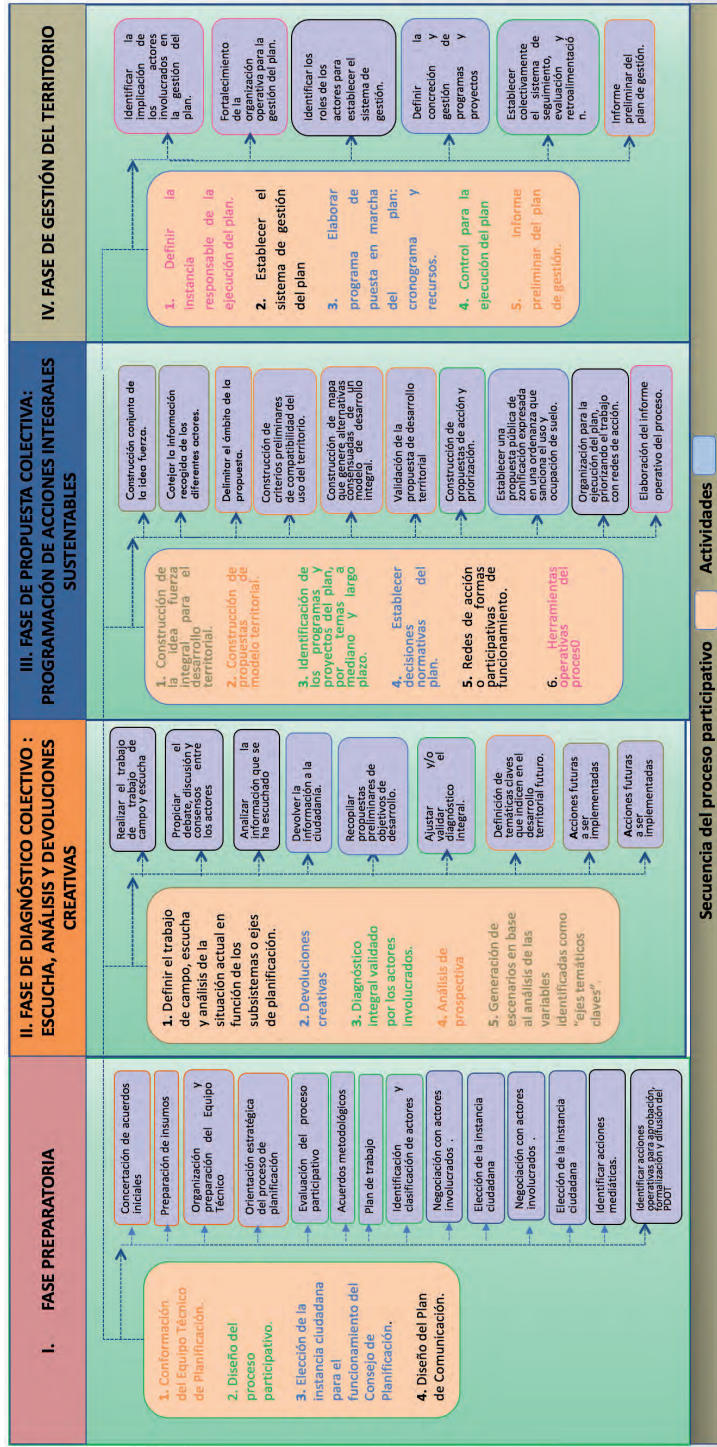 I. FASE PREPARATORIA
1. Conformación
del Equipo Técnico
de Planificación.
2. Diseño del
proceso
participativo.
3. Elección de la
instancia ciudadana
para el
funcionamiento del
Consejo de
Planificación.
4. Diseño del Plan
de Comunicación.
Concertación de acuerdos
iniciales
Preparación de insumos
Organización y
preparación del Equipo
Técnico
Orientación estratégica
del proceso de
planificación
Evaluación del proceso
participativo
Acuerdos metodológicos
Plan de trabajo
Identificación y
clasificación de actores
Negociación con actores
involucrados .
Elección de la instancia
ciudadana
Negociación con actores
involucrados .
Elección de la instancia
ciudadana
Identificar acciones
mediáticas.
Identificar acciones
operativas para aprobación,
formalización y difusión del
PDOT
II. FASE DE DIAGNÓSTICO COLECTIVO :
ESCUCHA, ANÁLISIS Y DEVOLUCIONES
CREATIVAS
1. Definir el trabajo
de campo, escucha
y análisis de la
situación actual en
función de los
subsistemas o ejes
de planificación.
2. Devoluciones
creativas
3. Diagnóstico
integral validado
por los actores
involucrados.
4. Análisis de
prospectiva
5. Generación de
escenarios en base
al análisis de las
variables
identificadas como
"ejes temáticos
claves".
Realizar el trabajo
de trabajo de
campo y escucha
Propiciar el
debate, discusión y
consensos entre
los actores
Analizar la
información que se
ha escuchado
Devolver la
información a la
ciudadanía.
Recopilar
propuestas
preliminares de
objetivos de
desarrollo.
Ajustar y/o
validar el
diagnóstico
integral.
Definición de
temáticas claves
que indicen en el
desarrollo
territorial futuro.
Acciones futuras
a ser
implementadas
Acciones futuras
a ser
implementadas
III. FASE DE PROPUESTA COLECTIVA:
PROGRAMACIÓN DE ACCIONES INTEGRALES
SUSTENTABLES
1. Construcción de
la idea fuerza
integral para el
desarrollo
territorial.
2. Construcción de
propuestas de
modelo territorial.
3. Identificación de
los programas y
proyectos del plan,
por temas a
mediano y largo
plazo.
4. Establecer
decisiones
normativas del
plan.
5. Redes de acción
o formas
participativas de
funcionamiento.
6. Herramientas
operativas del
proces0
Construcción conjunta de
la idea fuerza.
Cotejar la información
recogida de los
diferentes actores.
Delimitar el ámbito de la
propuesta.
Construcción de
criterios preliminares
de compatibilidad del
uso del territorio.
Construcción de mapa
que genere alternativas
consensuadas de un
modelo de desarrollo
integral.
Validación de la
propuesta de desarrollo
territorial
Construcción de
propuestas de acción y
priorización.
Establecer una
propuesta pública de
zonificación expresada
en una ordenanza que
sanciona el uso y
ocupación de suelo.
Organización para la
ejecución del plan,
priorizando el trabajo
con redes de acción.
Elaboración del informe
operativo del proceso.
IV. FASE DE GESTIÓN DEL TERRITORIO
1. Definir la
instancia
responsable de la
ejecución del plan.
2. Establecer el
sistema de gestión
del plan
3. Elaborar
programa de
puesta en marcha
del plan:
cronograma y
recursos.
4. Control para la
ejecución del plan
5. Informe
preliminar del plan
de gestión.
Identificar la
implicación de
los actores
involucrados en
la gestión del
plan.
Fortalecimiento
de la
organización
operativa para la
gestión del plan.
Identificar los
roles de los
actores para
establecer el
sistema de
gestión.
Definir la
concreción y
gestión de
programas y
proyectos
Establecer
colectivamente
el sistema de
seguimiento,
evaluación y
retroalimentació
n.
Informe
preliminar del
plan de gestión.
Secuencia del proceso participativo
Actividades